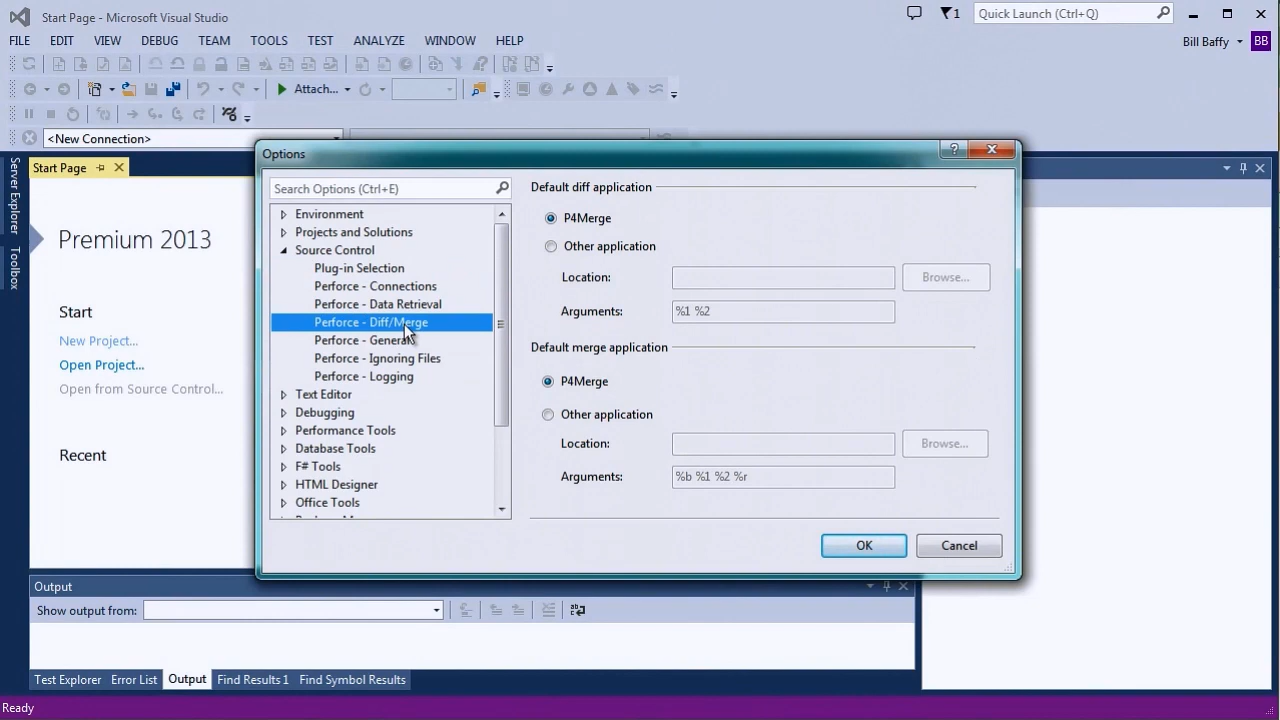 Start Page - Microsoft Visual Studio
1
Quick Launch (Ctrl+Q)
FILE EDIT VIEW DEBUG TEAM TOOLS TEST ANALYZE WINDOW HELP
Bill Baffy BB
Attach...
<New Connection>
Server Explorer
Toolbox
Start Page
Premium 2013
Start
New Project...
Open Project...
Open from Source Control...
Recent
Options
Search Options (Ctrl+E)
Environment
Projects and Solutions
Source Control
Plug-in Selection
Perforce - Connections
Perforce - Data Retrieval
Perforce - Diff/Merge
Perforce - General
Perforce - Ignoring Files
Perforce - Logging
Text Editor
Debugging
Performance Tools
Database Tools
F# Tools
HTML Designer
Office Tools
Default diff application
P4Merge
Other application
Location:
Browse...
Arguments:
%1 %2
Default merge application
P4Merge
Other application
Location:
Browse...
Arguments:
%b %1 %2 %r
OK
Cancel
Output
Show output from:
Test Explorer Error List Output Find Results 1 Find Symbol Results
Ready